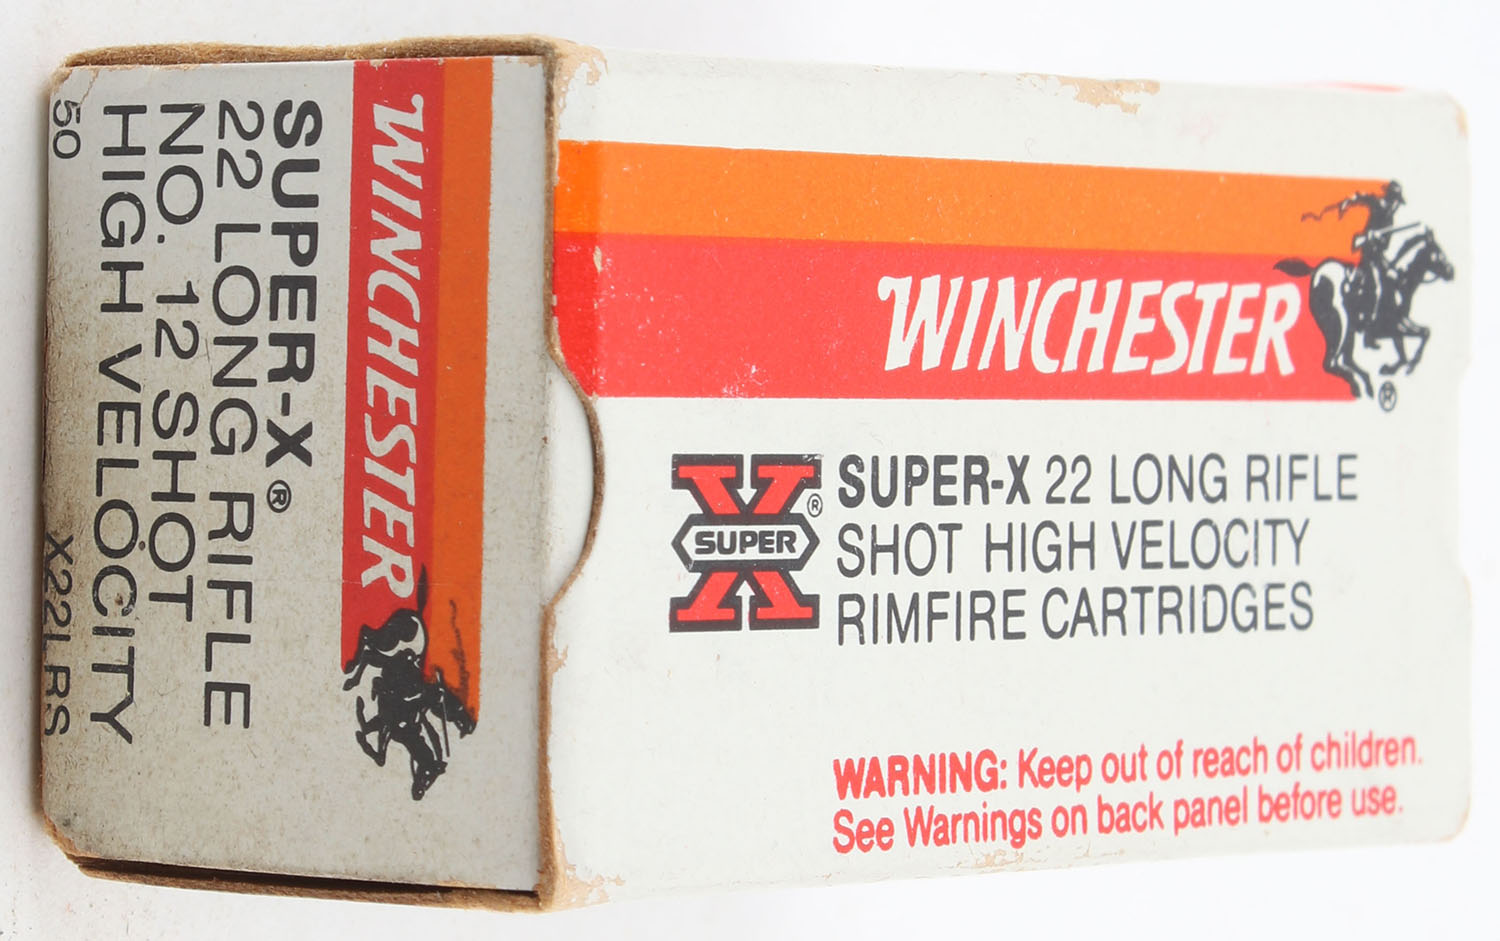 WINCHESTER
®
X
SUPER
®
SUPER-X 22 LONG RIFLE
SHOT HIGH VELOCITY
RIMFIRE CARTRIDGES
WARNING: Keep out of reach of children.
See Warnings on back panel before use.
WINCHESTER
SUPER-X®
22 LONG RIFLE
NO. 12 SHOT
HIGH VELOCITY
50 X22LRS